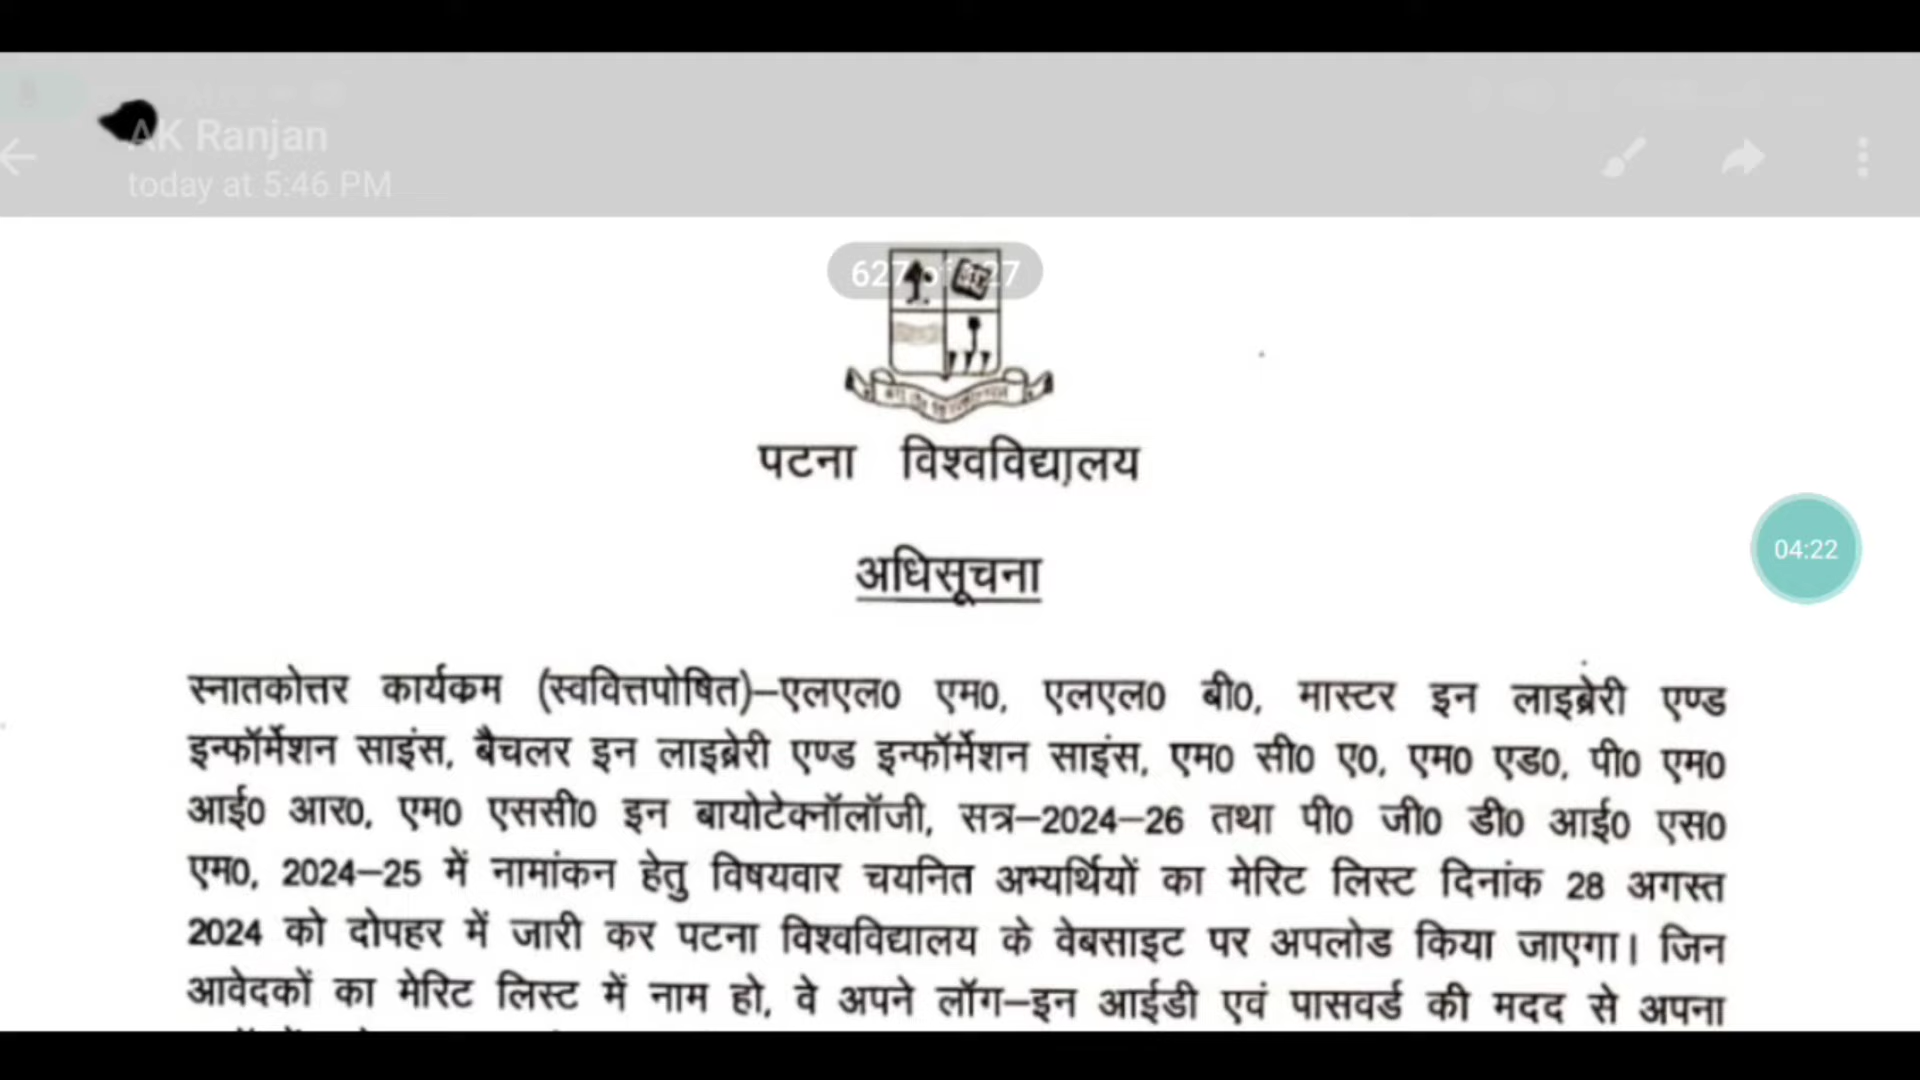 AK Ranjan
today at 5:46 PM
पटना विश्वविद्यालय
04:22
अधिसूचना
स्नातकोत्तर कार्यक्रम (स्ववित्तपोषित)–एलएल0 एम0, एलएल0 बी0, मास्टर इन लाइब्रेरी एण्ड
इन्फॉर्मेशन साइंस, बैचलर इन लाइब्रेरी एण्ड इन्फॉर्मेशन साइंस, एम0 सी0 ए0, एम0 एड0, पी0 एम0
आई0 आर0, एम0 एससी0 इन बायोटेक्नॉलॉजी, सत्र–2024–26 तथा पी0 जी0 डी0 आई0 एस0
एम0, 2024–25 में नामांकन हेतु विषयवार चयनित अभ्यर्थियों का मेरिट लिस्ट दिनांक 28 अगस्त
2024 को दोपहर में जारी कर पटना विश्वविद्यालय के वेबसाइट पर अपलोड किया जाएगा। जिन
आवेदकों का मेरिट लिस्ट में नाम हो, वे अपने लॉग–इन आईडी एवं पासवर्ड की मदद से अपना